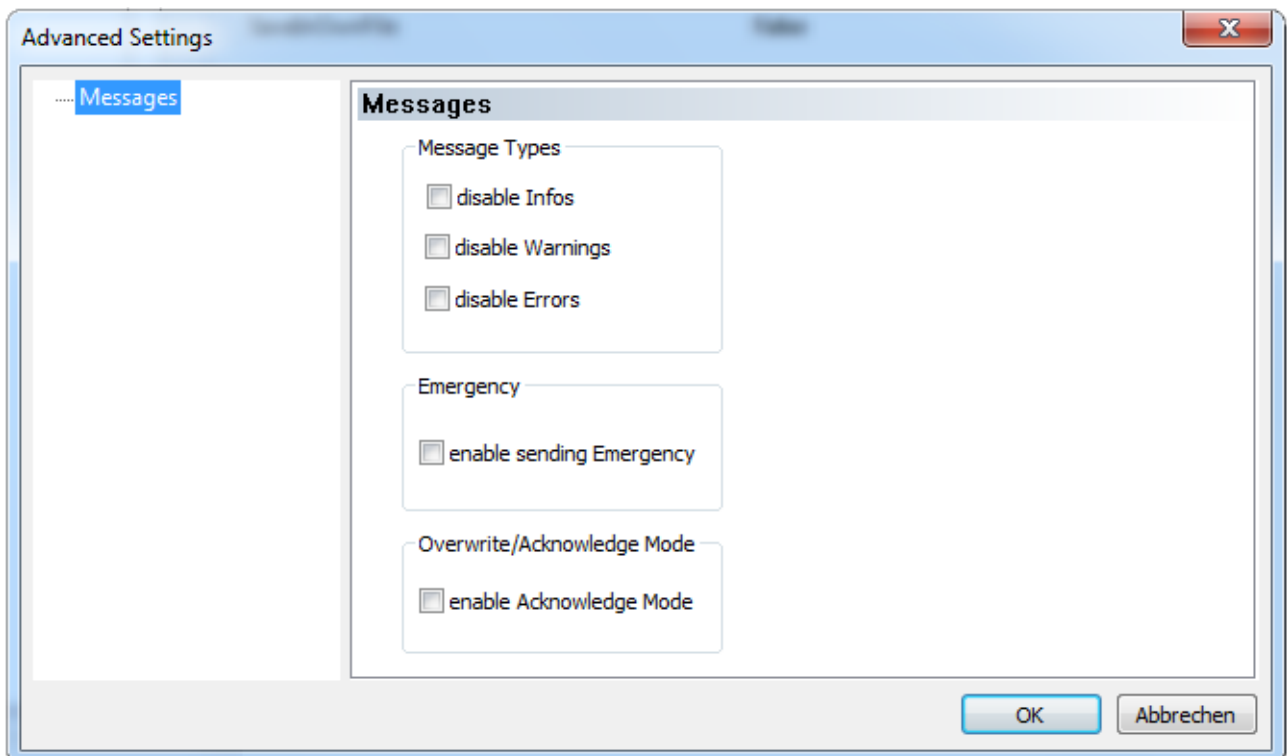 Advanced Settings
Messages
Messages
Message Types
disable Infos
disable Warnings
disable Errors
Emergency
enable sending Emergency
Overwrite/Acknowledge Mode
enable Acknowledge Mode
OK
Abbrechen